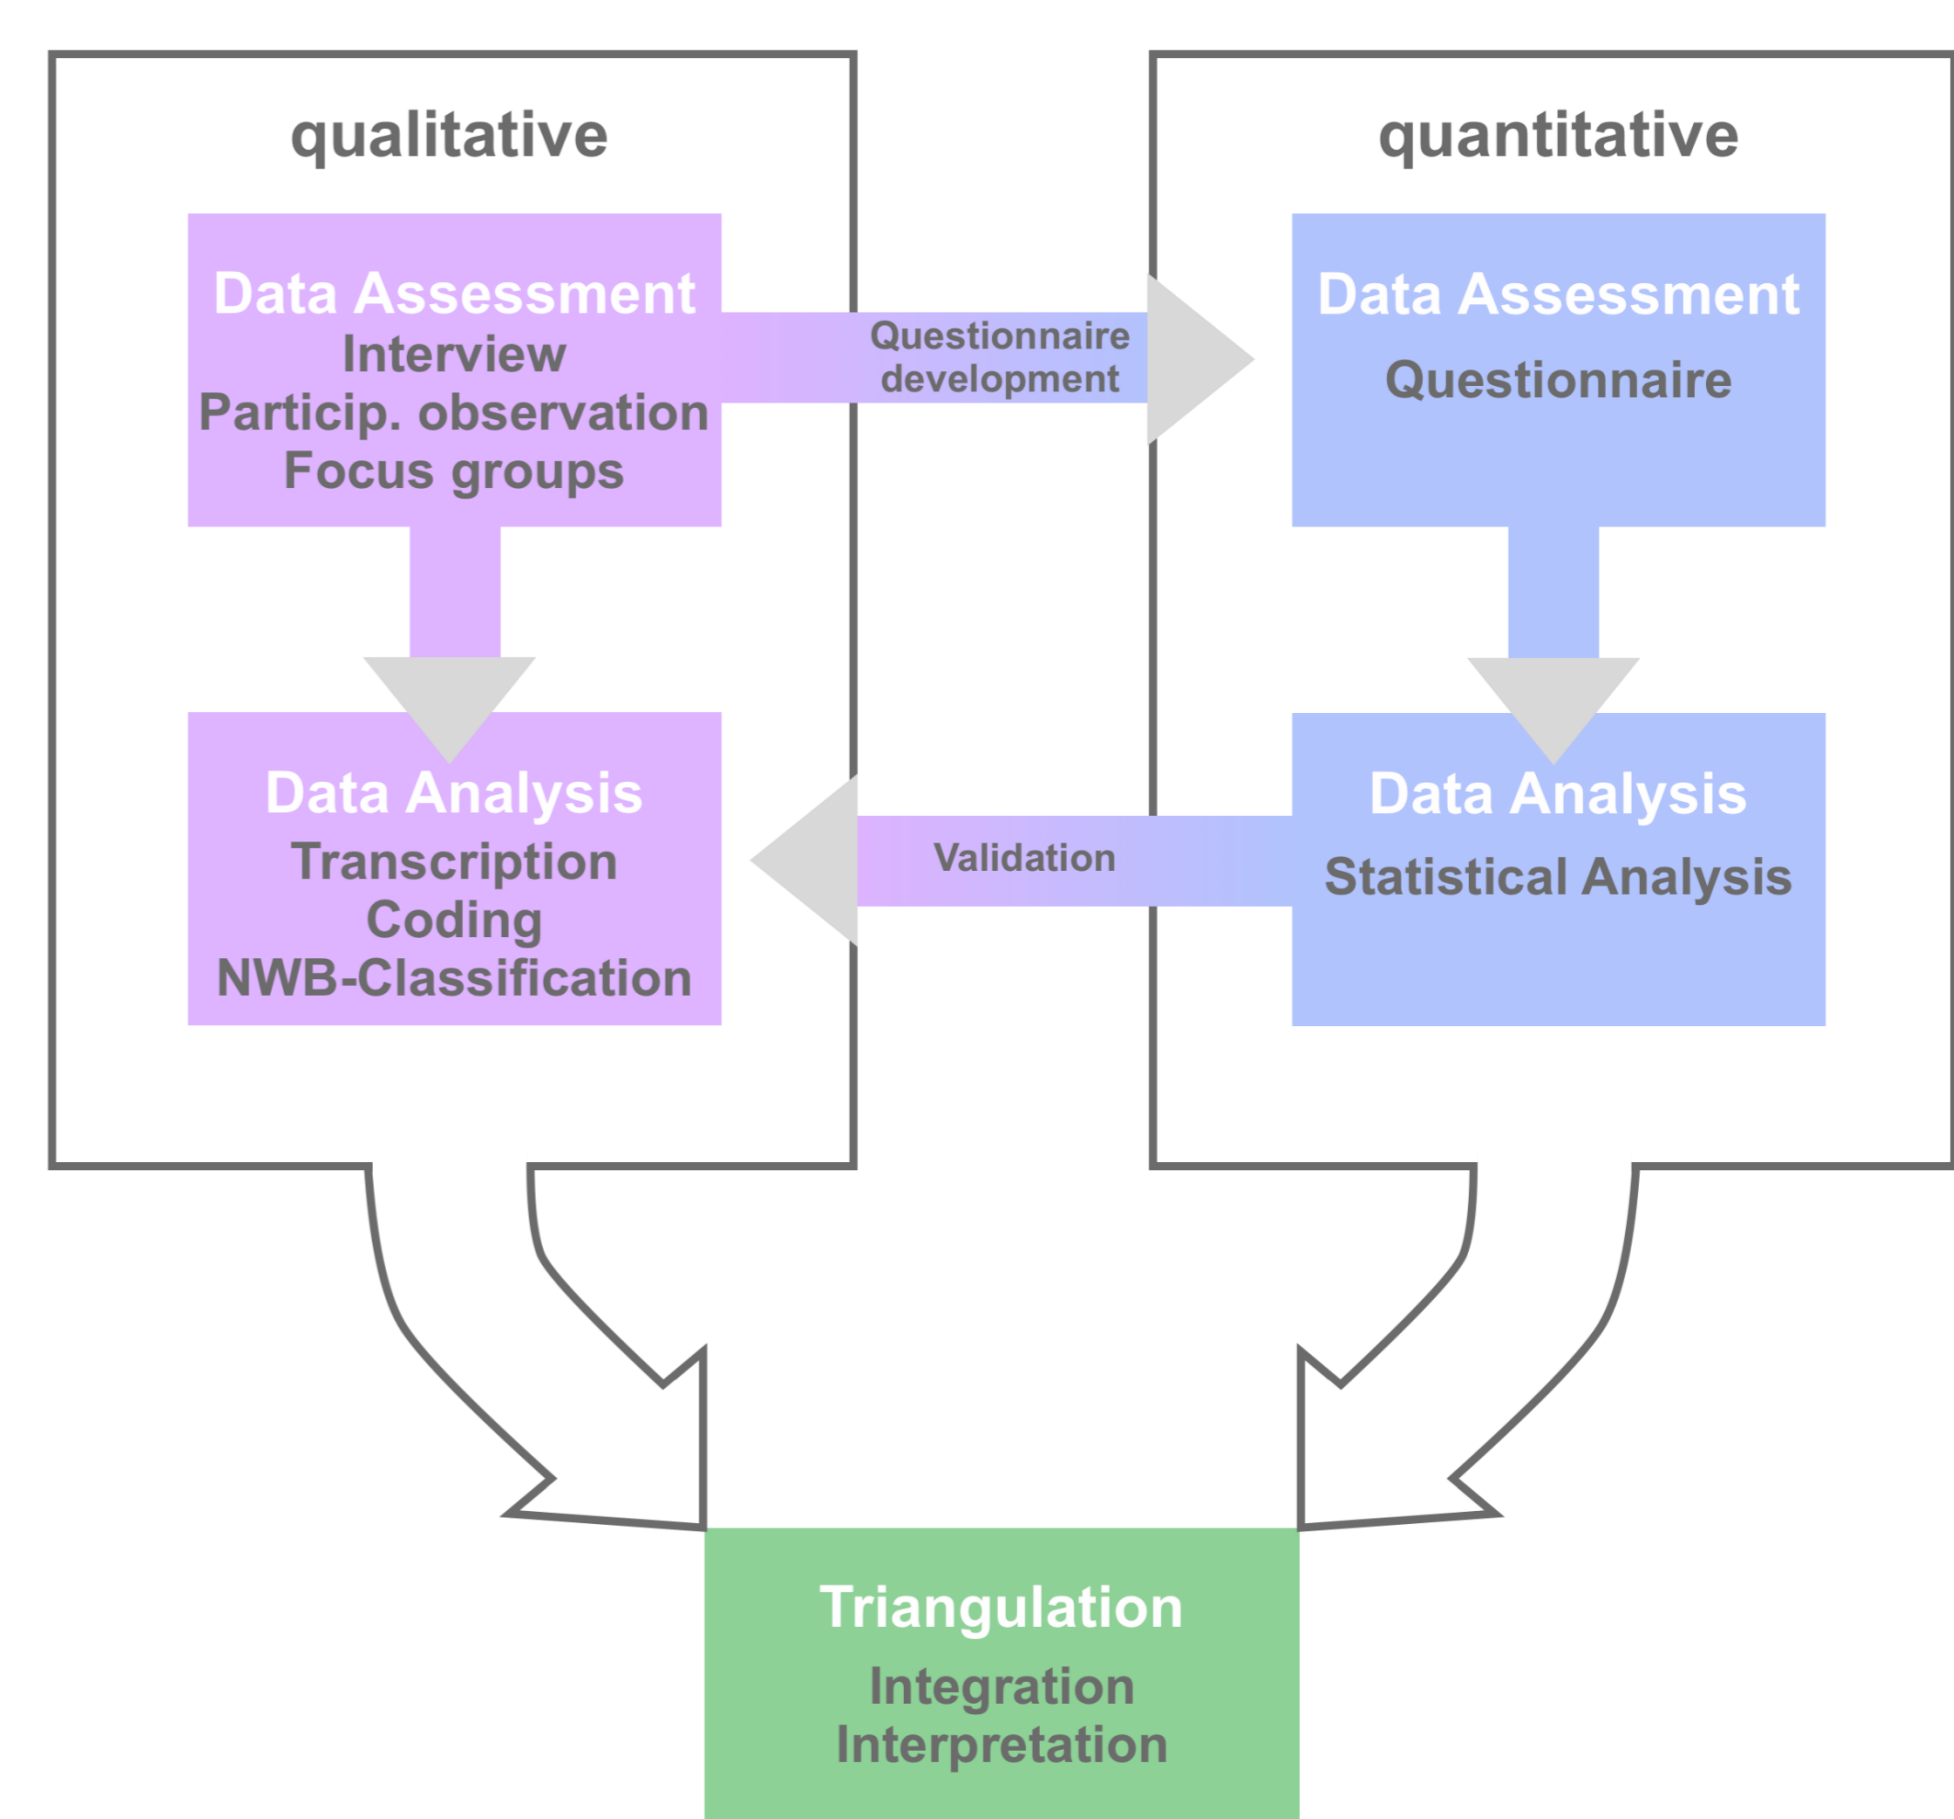 qualitative
Data Assessment
Interview
Particip. observation
Focus groups
Questionnaire
development
Data Analysis
Transcription
Coding
NWB-Classification
quantitative
Data Assessment
Questionnaire
Data Analysis
Statistical Analysis
Validation
Triangulation
Integration
Interpretation